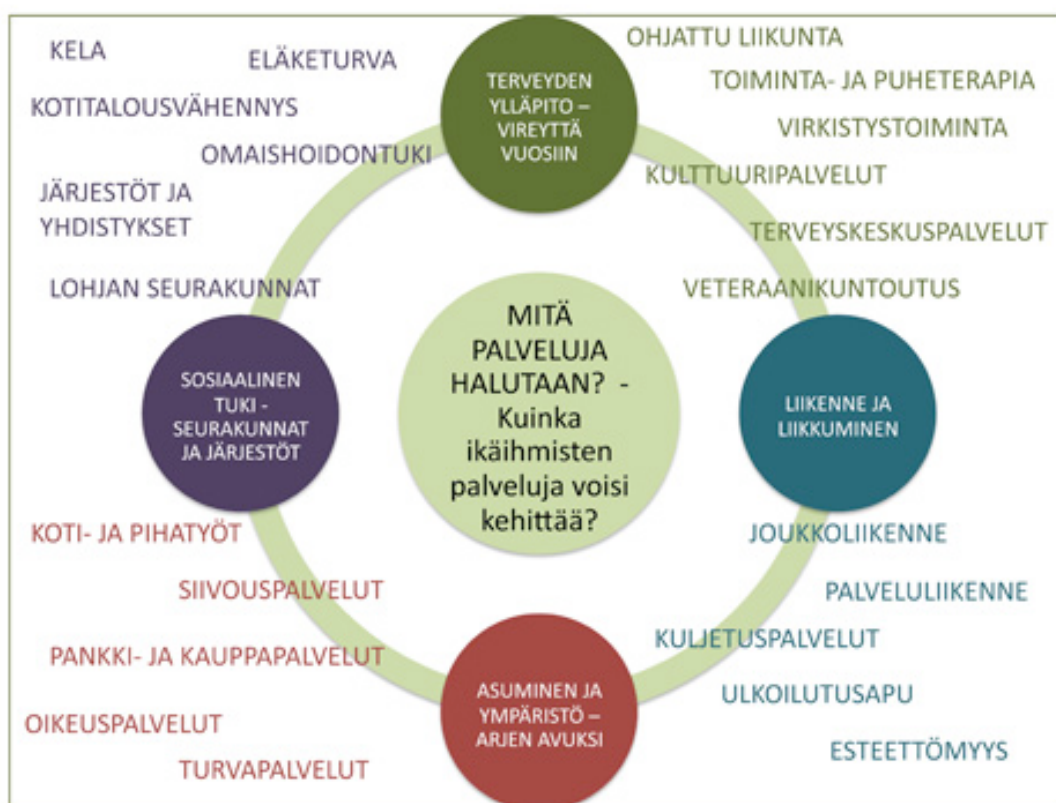 KELA
ELÄKETURVA
KOTITALOUSVÄHENNYS
OMAISHOIDONTUKI
JÄRJESTÖT JA
YHDISTYKSET
LOHJAN SEURAKUNNAT
TERVEYDEN
YLLÄPITO –
VIREYTTÄ
VUOSIIN
OHJATTU LIIKUNTA
TOIMINTA- JA PUHETERAPIA
VIRKISTYSTOIMINTA
KULTTUURIPALVELUT
TERVEYSKESKUSPALVELUT
VETERAANIKUNTOUTUS
SOSIAALINEN
TUKI -
SEURAKUNNAT
JA JÄRJESTÖT
MITÄ
PALVELUJA
HALUTAAN? -
Kuinka
ikäihmisten
palveluja voisi
kehittää?
LIIKENNE JA
LIIKKUMINEN
KOTI- JA PIHATYÖT
SIIVOUSPALVELUT
PANKKI- JA KAUPPAPALVELUT
OIKEUSPALVELUT
TURVAPALVELUT
ASUMINEN JA
YMPÄRISTÖ –
ARJEN AVUKSI
JOUKKOLIIKENNE
PALVELULIIKENNE
KULJETUSPALVELUT
ULKOILUTUSAPU
ESTEETTÖMYYS